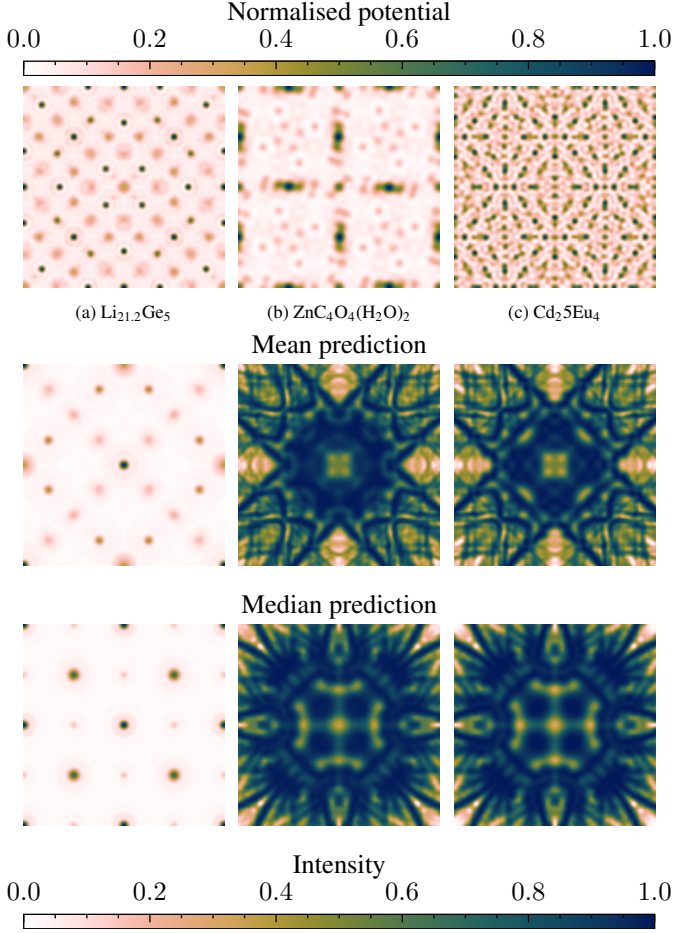 Normalised potential
0.0 0.2 0.4 0.6 0.8 1.0
(a) Li₂₁.₂Ge₅ (b) ZnC₄O₄(H₂O)₂ (c) Cd₂5Eu₄
Mean prediction
Median prediction
Intensity
0.0 0.2 0.4 0.6 0.8 1.0